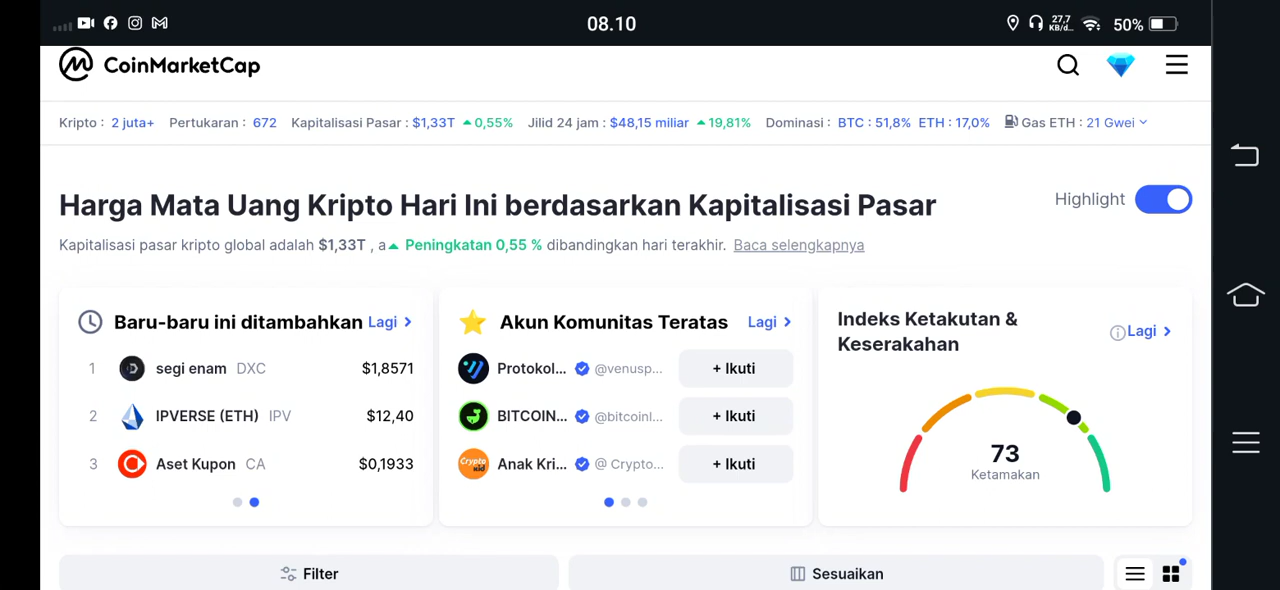 08.10
27,7
KB/d...
50%
CoinMarketCap
Kripto : 2 juta+ Pertukaran : 672 Kapitalisasi Pasar : $1,33T 0,55% Jilid 24 jam : $48,15 miliar 19,81% Dominasi : BTC : 51,8% ETH : 17,0% Gas ETH : 21 Gwei
Harga Mata Uang Kripto Hari Ini berdasarkan Kapitalisasi Pasar
Highlight
Kapitalisasi pasar kripto global adalah $1,33T , a Peningkatan 0,55 % dibandingkan hari terakhir. Baca selengkapnya
Baru-baru ini ditambahkan Lagi
1 segi enam DXC $1,8571
2 IPVERSE (ETH) IPV $12,40
3 Aset Kupon CA $0,1933
Akun Komunitas Teratas Lagi
Protokol... @venusp... + Ikuti
BITCOIN... @bitcoinl... + Ikuti
Crypto
kid
Anak Kri... @ Crypto... + Ikuti
Indeks Ketakutan &
Keserakahan
Lagi
73
Ketamakan
Filter
Sesuaikan